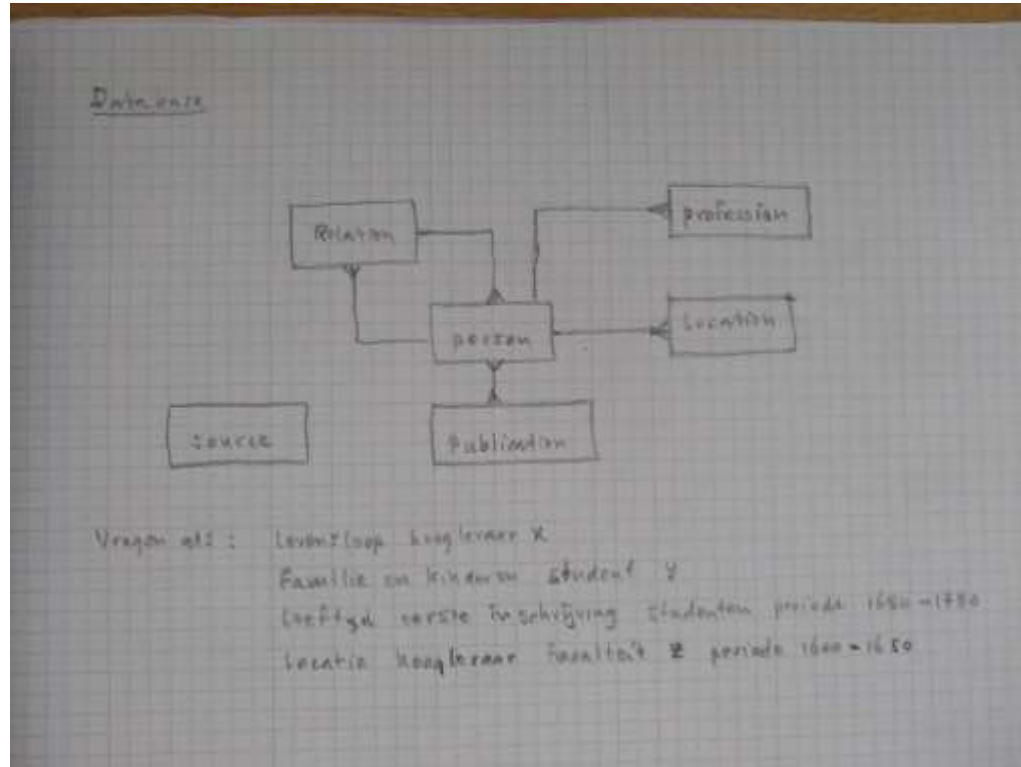 Database
profession
Relation
Location
person
source
Publication
Vragen als : Levensloop hoogleraar X
Familie en kinderen student Y
Leeftijd eerste inschrijving studenten periode 1650-1750
Locatie hoogleraar Faculteit Z periode 1600-1650